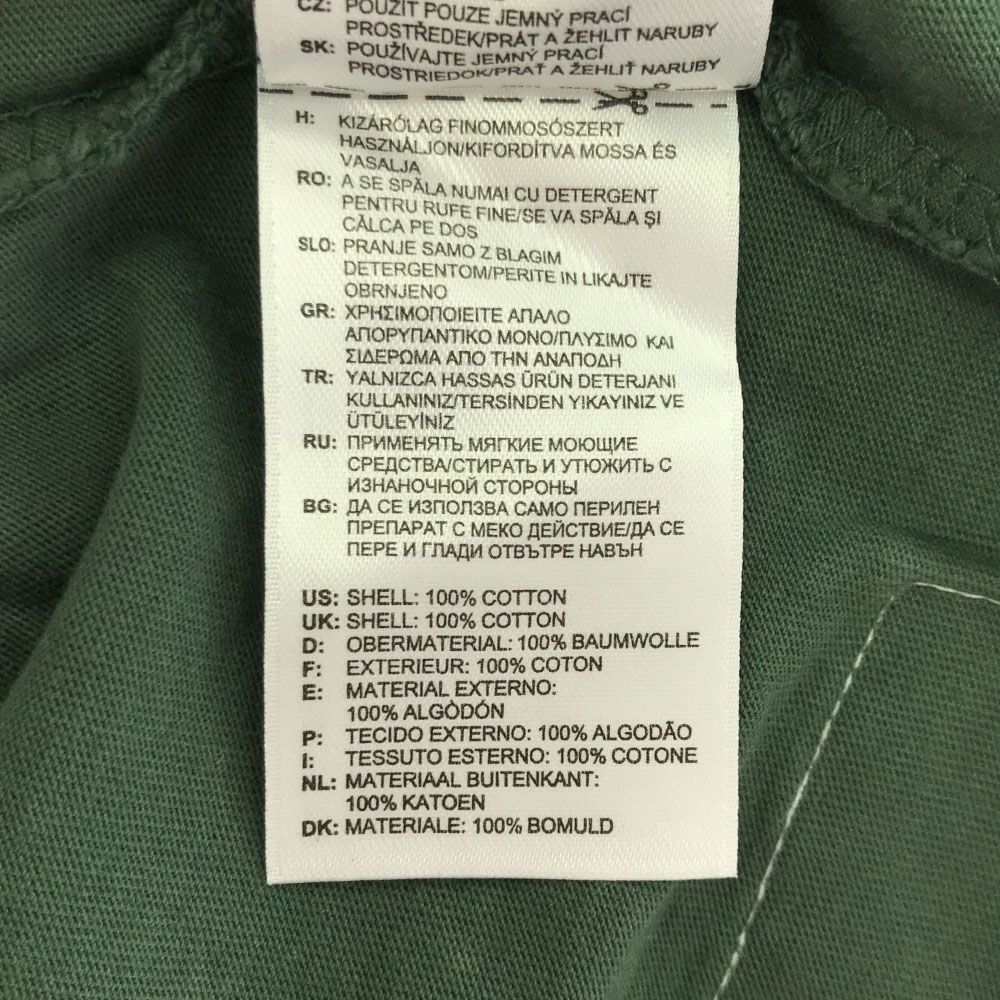 CZ: POUŽÍT POUZE JEMNÝ PRACÍ
PROSTŘEDEK/PRÁT A ŽEHLIT NARUBY
SK: POUŽÍVAJTE JEMNÝ PRACÍ
PROSTRIEDOK/PRAŤ A ŽEHLIŤ NARUBY
H: KIZÁRÓLAG FINOMMOSÓSZERT
HASZNÁLJON/KIFORDÍTVA MOSSA ÉS
VASALJA
RO: A SE SPĂLA NUMAI CU DETERGENT
PENTRU RUFE FINE/SE VA SPĂLA ȘI
CĂLCA PE DOS
SLO: PRANJE SAMO Z BLAGIM
DETERGENTOM/PERITE IN LIKAJTE
OBRNJENO
GR: ΧΡΗΣΙΜΟΠΟΙΕΙΤΕ ΑΠΑΛΟ
ΑΠΟΡΥΠΑΝΤΙΚΟ ΜΟΝΟ/ΠΛΥΣΙΜΟ ΚΑΙ
ΣΙΔΕΡΩΜΑ ΑΠΟ ΤΗΝ ΑΝΑΠΟΔΗ
TR: YALNIZCA HASSAS ÜRÜN DETERJANI
KULLANINIZ/TERSİNDEN YIKAYINIZ VE
ÜTÜLEYİNİZ
RU: ПРИМЕНЯТЬ МЯГКИЕ МОЮЩИЕ
СРЕДСТВА/СТИРАТЬ И УТЮЖИТЬ С
ИЗНАНОЧНОЙ СТОРОНЫ
BG: ДА СЕ ИЗПОЛЗВА САМО ПЕРИЛЕН
ПРЕПАРАТ С МЕКО ДЕЙСТВИЕ/ДА СЕ
ПЕРЕ И ГЛАДИ ОТВЪТРЕ НАВЪН
US: SHELL: 100% COTTON
UK: SHELL: 100% COTTON
D: OBERMATERIAL: 100% BAUMWOLLE
F: EXTERIEUR: 100% COTON
E: MATERIAL EXTERNO:
100% ALGÒDÓN
P: TECIDO EXTERNO: 100% ALGODÃO
I: TESSUTO ESTERNO: 100% COTONE
NL: MATERIAAL BUITENKANT:
100% KATOEN
DK: MATERIALE: 100% BOMULD